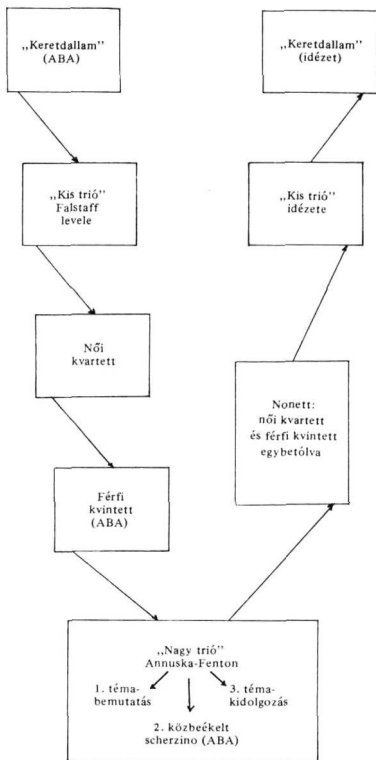 „Keretdallam”
(ABA)
„Kis trió”
Falstaff
levele
Női
kvartett
Férfi
kvintett
(ABA)
„Nagy trió”
Annuska-Fenton
1. téma-
bemutatás
2. közbeékelt
scherzino (ABA)
3. téma-
kidolgozás
Nonett:
női kvartett
és férfi kvintett
egybetólva
„Kis trió”
idézete
„Keretdallam”
(idézet)